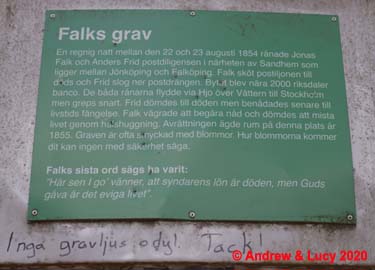 Falks grav
En regnig natt mellan den 22 och 23 augusti 1854 rånade Jonas
Falk och Anders Frid postdiligensen i närheten av Sandhem som
ligger mellan Jönköping och Falköping. Falk sköt postiljonen till
döds och Frid slog ner postdrängen. Bytet blev nära 2000 riksdaler
banco. De båda rånarna flydde via Hjo över Vättern till Stockholm
men greps snart. Frid dömdes till döden men benådades senare till
livstids fängelse. Falk vägrade att begära nåd och dömdes att mista
livet genom halshuggning. Avrättningen ägde rum på denna plats år
1855. Graven är ofta smyckad med blommor. Hur blommorna kommer
dit kan ingen med säkerhet säga.
Falks sista ord sägs ha varit:
"Här sen I go' vänner, att syndarens lön är döden, men Guds
gåva är det eviga livet".
Inga gravljus odyl. Tack!
© Andrew & Lucy 2020